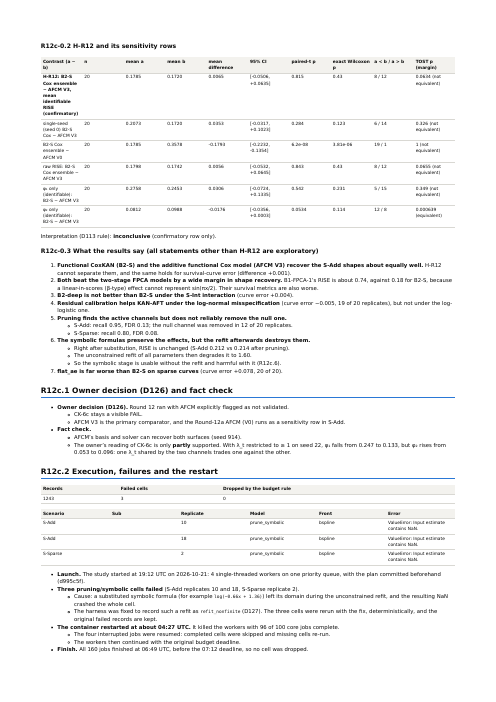 R12c-0.2 H-R12 and its sensitivity rows
Contrast (a − b) n mean a mean b mean difference 95% CI paired-t p exact Wilcoxon p a < b / a > b TOST p (margin)
H-R12: B2-S Cox ensemble − AFCM V3, mean identifiable RISE (confirmatory) 20 0.1785 0.1720 0.0065 [-0.0506, +0.0635] 0.815 0.43 8 / 12 0.0634 (not equivalent)
single-seed (seed 0) B2-S Cox − AFCM V3 20 0.2073 0.1720 0.0353 [-0.0317, +0.1023] 0.284 0.123 6 / 14 0.326 (not equivalent)
B2-S Cox ensemble − AFCM V0 20 0.1785 0.3578 -0.1793 [-0.2232, -0.1354] 6.2e-08 3.81e-06 19 / 1 1 (not equivalent)
raw RISE: B2-S Cox ensemble − AFCM V3 20 0.1798 0.1742 0.0056 [-0.0532, +0.0645] 0.843 0.43 8 / 12 0.0655 (not equivalent)
only (identifiable): B2-S − AFCM V3 20 0.2758 0.2453 0.0306 [-0.0724, +0.1335] 0.542 0.231 5 / 15 0.349 (not equivalent)
only (identifiable): B2-S − AFCM V3 20 0.0812 0.0988 -0.0176 [-0.0356, +0.0003] 0.0539 0.114 12 / 8 0.000639 (equivalent)
Interpretation (D113 rule): inconclusive (confirmatory row only).
R12c-0.3 What the results say (all statements other than H-R12 are exploratory)
1. Functional CoxKAN (B2-S) and the additive functional Cox model (AFCM V3) recover the S-Add shapes about equally well. H-R12
cannot separate them, and the same holds for survival-curve error (difference +0.001).
2. Both beat the two-stage FPCA models by a wide margin in shape recovery. B1-FPCA-1's RISE is about 0.74, against 0.18 for B2-S, because
a linear-in-scores (β-type) effect cannot represent sin(πx/2). Their survival metrics are also worse.
3. B2-deep is not better than B2-S under the S-Int interaction (curve error +0.004).
4. Residual calibration helps KAN-AFT under the log-normal misspecification (curve error −0.005, 19 of 20 replicates), but not under the log-
logistic one.
5. Pruning finds the active channels but does not reliably remove the null one.
S-Add: recall 0.95, FDR 0.13; the null channel was removed in 12 of 20 replicates.
S-Sparse: recall 0.80, FDR 0.08.
6. The symbolic formulas preserve the effects, but the refit afterwards destroys them.
Right after substitution, RISE is unchanged (S-Add 0.212 vs 0.214 after pruning).
The unconstrained refit of all parameters then degrades it to 1.60.
So the symbolic stage is usable without the refit and harmful with it (R12c.6).
7. flat_ae is far worse than B2-S on sparse curves (curve error +0.078, 20 of 20).
R12c.1 Owner decision (D126) and fact check
• Owner decision (D126). Round 12 ran with AFCM explicitly flagged as not validated.
CK-6c stays a visible FAIL.
AFCM V3 is the primary comparator, and the Round-12a AFCM (V0) runs as a sensitivity row in S-Add.
• Fact check.
AFCM's basis and solver can recover both surfaces (seed 914).
The owner's reading of CK-6c is only partly supported. With λ_t restricted to ≥ 1 on seed 22, φ₁ falls from 0.247 to 0.133, but φ₂ rises from
0.053 to 0.096: one λ_t shared by the two channels trades one against the other.
R12c.2 Execution, failures and the restart
Records Failed cells Dropped by the budget rule
1243 3 0
Scenario Sub Replicate Model Front Error
S-Add 10 prune_symbolic bspline ValueError: Input estimate contains NaN.
S-Add 18 prune_symbolic bspline ValueError: Input estimate contains NaN.
S-Sparse 2 prune_symbolic bspline ValueError: Input estimate contains NaN.
• Launch. The study started at 19:12 UTC on 2026-10-21: 4 single-threaded workers on one priority queue, with the plan committed beforehand
(d995c5f).
• Three pruning/symbolic cells failed (S-Add replicates 10 and 18, S-Sparse replicate 2).
Cause: a substituted symbolic formula (for example log(−0.66x + 1.36)) left its domain during the unconstrained refit, and the resulting NaN
crashed the whole cell.
The harness was fixed to record such a refit as refit_nonfinite (D127). The three cells were rerun with the fix, deterministically, and the
original failed records are kept.
• The container restarted at about 04:27 UTC. It killed the workers with 96 of 100 core jobs complete.
The four interrupted jobs were resumed: completed cells were skipped and missing cells re-run.
The workers then continued with the original budget deadline.
• Finish. All 160 jobs finished at 06:49 UTC, before the 07:12 deadline, so no cell was dropped.